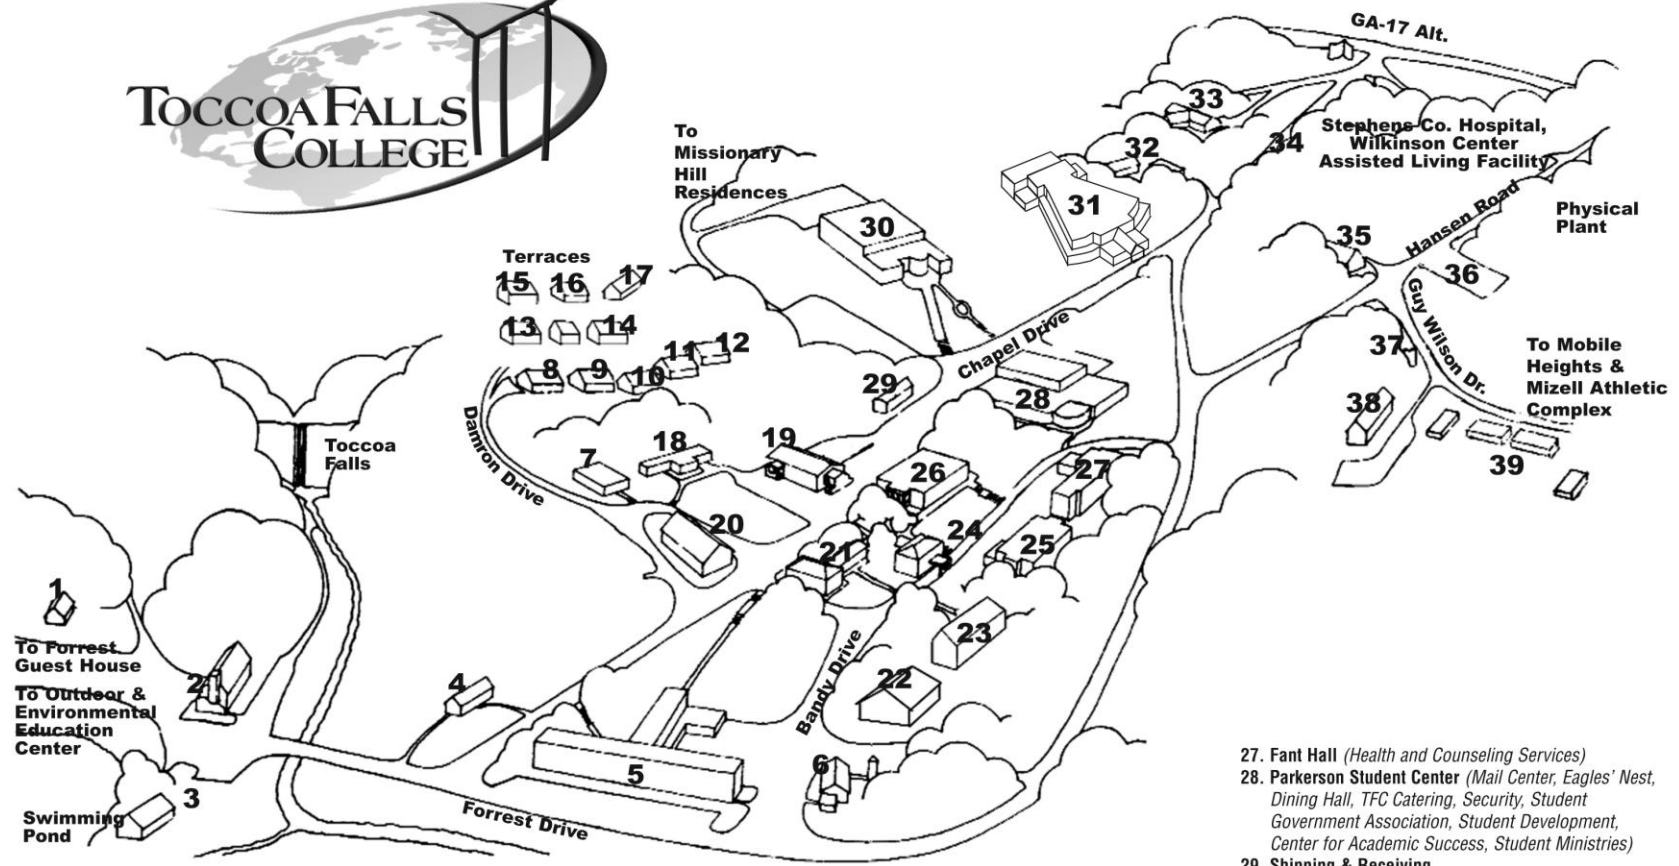 TOCCOA FALLS
COLLEGE
GA-17 Alt.
33
32
34
Stephens Co. Hospital,
Wilkinson Center
Assisted Living Facility
To
Missionary
Hill
Residences
30
31
35
Hansen Road
Physical
Plant
36
Terraces
15
16
17
13
14
Guy Wilson Dr.
Chapel Drive
11
12
8
9
10
29
28
37
38
39
To Mobile
Heights &
Mizell Athletic
Complex
Toccoa
Falls
Damron Drive
7
18
19
26
27
20
21
24
25
1
To Forrest
Guest House
2
To Outdoor &
Environmental
Education
Center
4
23
22
Bandy Drive
5
6
3
Swimming
Pond
Forrest Drive
27. Fant Hall (Health and Counseling Services)
28. Parkerson Student Center (Mail Center, Eagles' Nest,
Dining Hall, TFC Catering, Security, Student
Government Association, Student Development,
Center for Academic Success, Student Ministries)
29. Shipping & Receiving